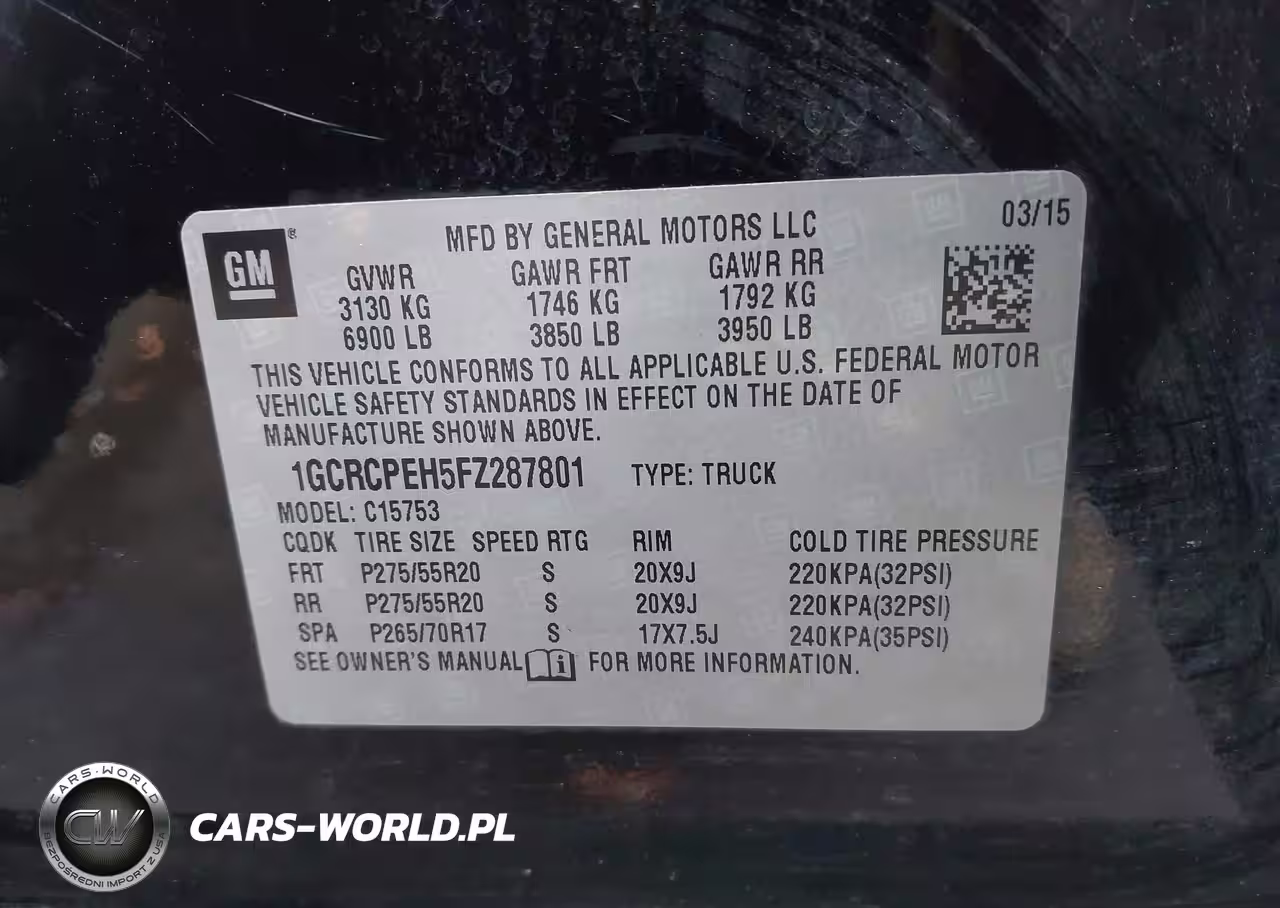 GM®
MFD BY GENERAL MOTORS LLC
03/15
GVWR GAWR FRT GAWR RR
3130 KG 1746 KG 1792 KG
6900 LB 3850 LB 3950 LB
THIS VEHICLE CONFORMS TO ALL APPLICABLE U.S. FEDERAL MOTOR
VEHICLE SAFETY STANDARDS IN EFFECT ON THE DATE OF
MANUFACTURE SHOWN ABOVE.
1GCRCPEH5FZ287801 TYPE: TRUCK
MODEL: C15753
CQDK TIRE SIZE SPEED RTG RIM COLD TIRE PRESSURE
FRT P275/55R20 S 20X9J 220KPA(32PSI)
RR P275/55R20 S 20X9J 220KPA(32PSI)
SPA P265/70R17 S 17X7.5J 240KPA(35PSI)
SEE OWNER'S MANUAL i FOR MORE INFORMATION.
CARS-WORLD
CW
BEZPOŚREDNI IMPORT Z USA
CARS-WORLD.PL